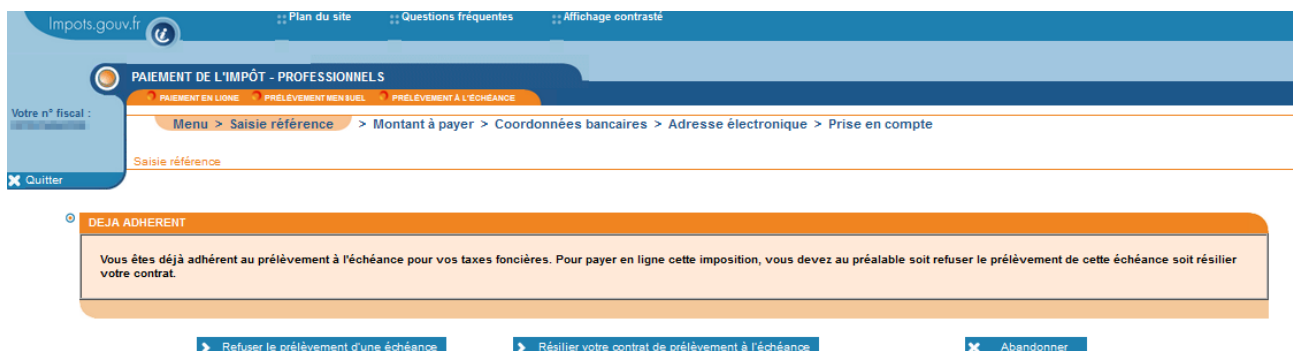 Impots.gouv.fr
Plan du site
Questions fréquentes
Affichage contrasté
PAIEMENT DE L'IMPÔT - PROFESSIONNELS
PAIEMENT EN LIGNE PRÉLÈVEMENT MENSUEL PRÉLÈVEMENT À L'ÉCHÉANCE
Votre n° fiscal :
Menu > Saisie référence > Montant à payer > Coordonnées bancaires > Adresse électronique > Prise en compte
Saisie référence
Quitter
DEJA ADHERENT
Vous êtes déjà adhérent au prélèvement à l'échéance pour vos taxes foncières. Pour payer en ligne cette imposition, vous devez au préalable soit refuser le prélèvement de cette échéance soit résilier
votre contrat.
Refuser le prélèvement d'une échéance
Résilier votre contrat de prélèvement à l'échéance
Abandonner